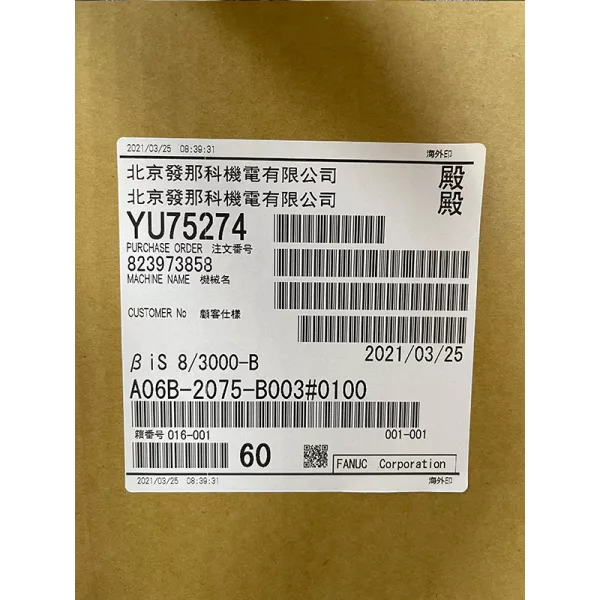 2021/03/25 08:39:31 海外印
北京發那科機電有限公司 殿
北京發那科機電有限公司 殿
YU75274
PURCHASE ORDER 注文番号
823973858
MACHINE NAME 機械名
CUSTOMER No 顧客仕様
2021/03/25
βiS 8/3000-B
A06B-2075-B003#0100
箱番号 016-001 001-001
60 FANUC Corporation
2021/03/25 08:39:31 海外印